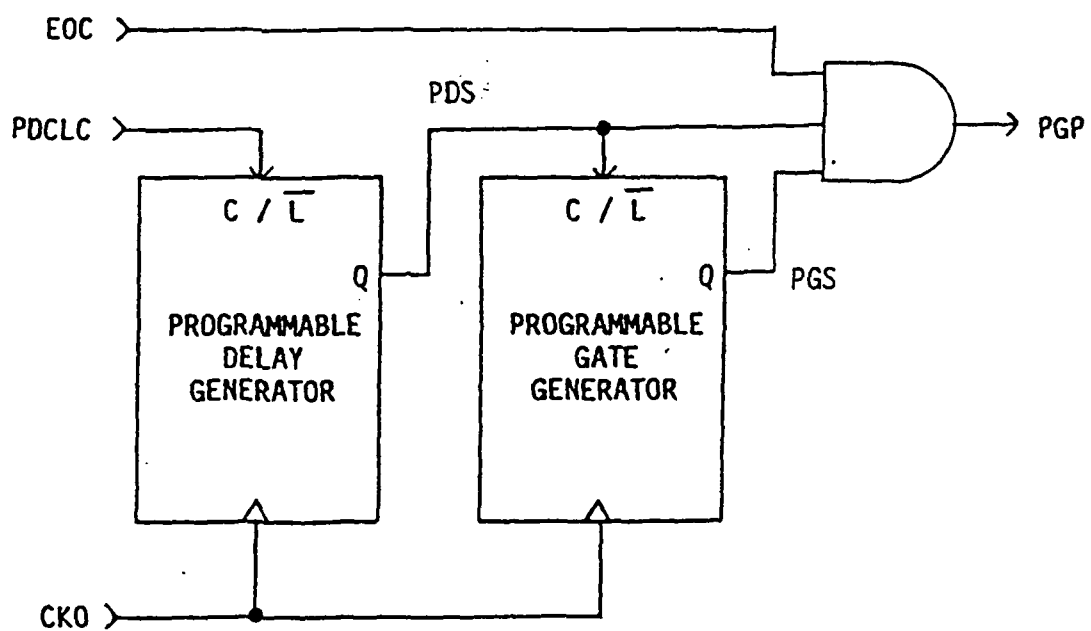 EOC
PDS
PDCLC
PGP
C / L̅
C / L̅
Q
Q
PGS
PROGRAMMABLE
DELAY
GENERATOR
PROGRAMMABLE
GATE
GENERATOR
CKO